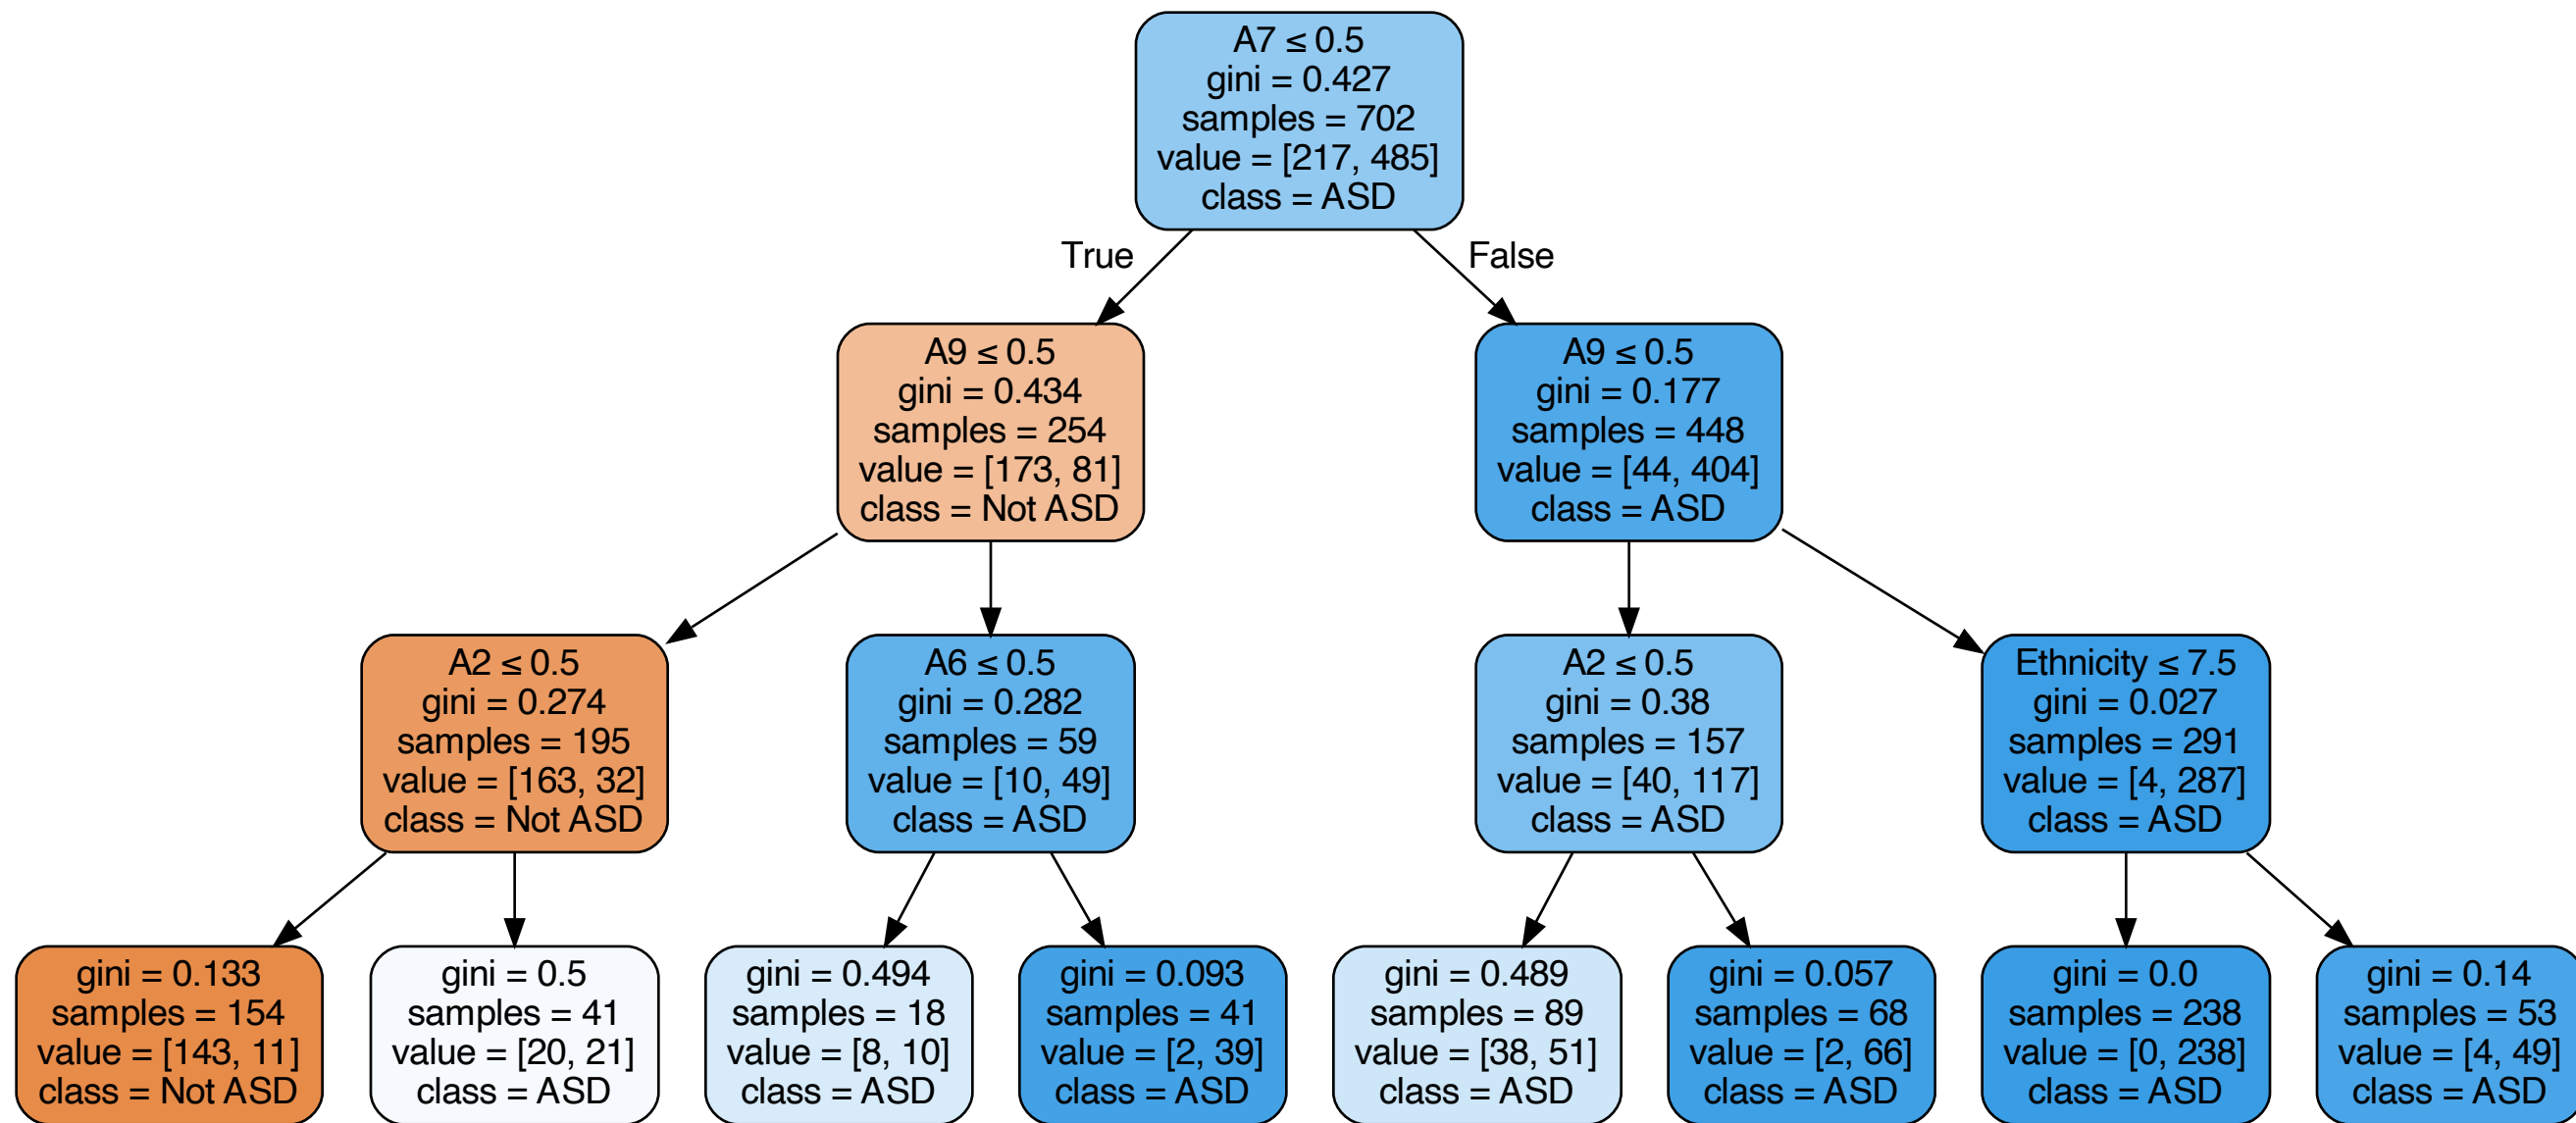 A7 ≤ 0.5
gini = 0.427
samples = 702
value = [217, 485]
class = ASD
True
False
A9 ≤ 0.5
gini = 0.434
samples = 254
value = [173, 81]
class = Not ASD
A9 ≤ 0.5
gini = 0.177
samples = 448
value = [44, 404]
class = ASD
A2 ≤ 0.5
gini = 0.274
samples = 195
value = [163, 32]
class = Not ASD
A6 ≤ 0.5
gini = 0.282
samples = 59
value = [10, 49]
class = ASD
A2 ≤ 0.5
gini = 0.38
samples = 157
value = [40, 117]
class = ASD
Ethnicity ≤ 7.5
gini = 0.027
samples = 291
value = [4, 287]
class = ASD
gini = 0.133
samples = 154
value = [143, 11]
class = Not ASD
gini = 0.5
samples = 41
value = [20, 21]
class = ASD
gini = 0.494
samples = 18
value = [8, 10]
class = ASD
gini = 0.093
samples = 41
value = [2, 39]
class = ASD
gini = 0.489
samples = 89
value = [38, 51]
class = ASD
gini = 0.057
samples = 68
value = [2, 66]
class = ASD
gini = 0.0
samples = 238
value = [0, 238]
class = ASD
gini = 0.14
samples = 53
value = [4, 49]
class = ASD